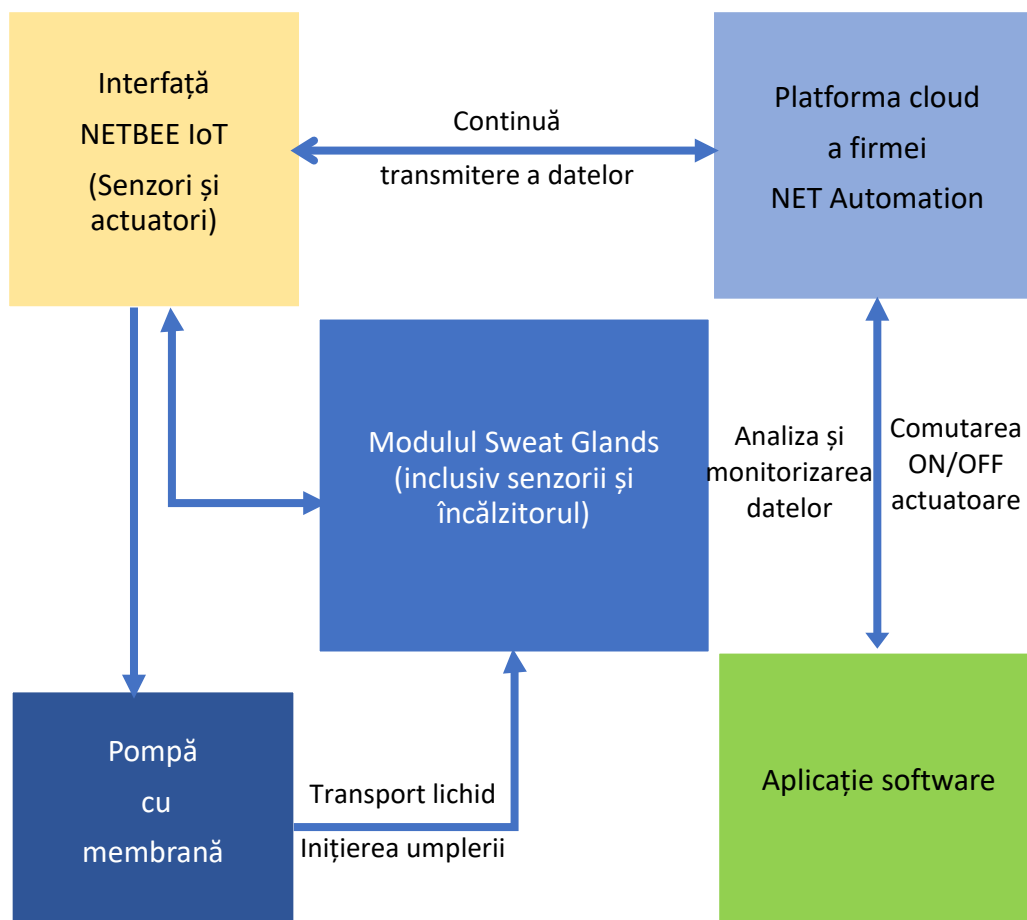 Interfață
NETBEE IoT
(Senzori și
actuatori)
Continuă
transmitere a datelor
Platforma cloud
a firmei
NET Automation
Modulul Sweat Glands
(inclusiv senzorii și
încălzitorul)
Analiza și
monitorizarea
datelor
Comutarea
ON/OFF
actuatoare
Pompă
cu
membrană
Transport lichid
Inițierea umplerii
Aplicație software